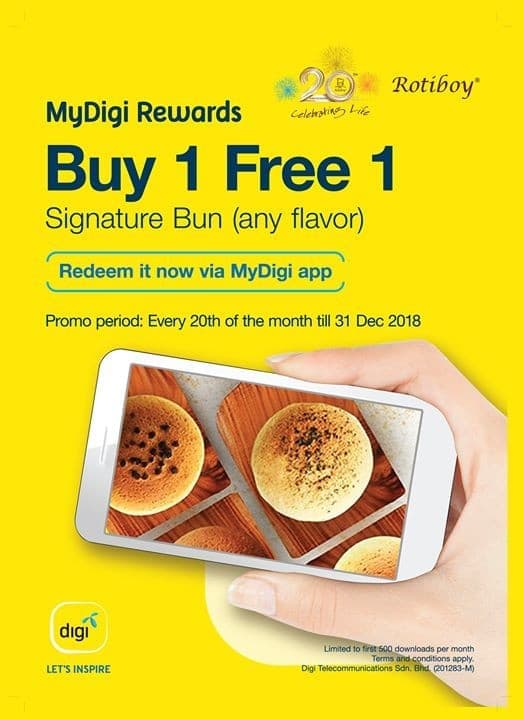 20
Celebrating Life
Rotiboy®
MyDigi Rewards
Buy 1 Free 1
Signature Bun (any flavor)
Redeem it now via MyDigi app
Promo period: Every 20th of the month till 31 Dec 2018
digi
LET'S INSPIRE
Limited to first 500 downloads per month
Terms and conditions apply.
Digi Telecommunications Sdn. Bhd. (201283-M)